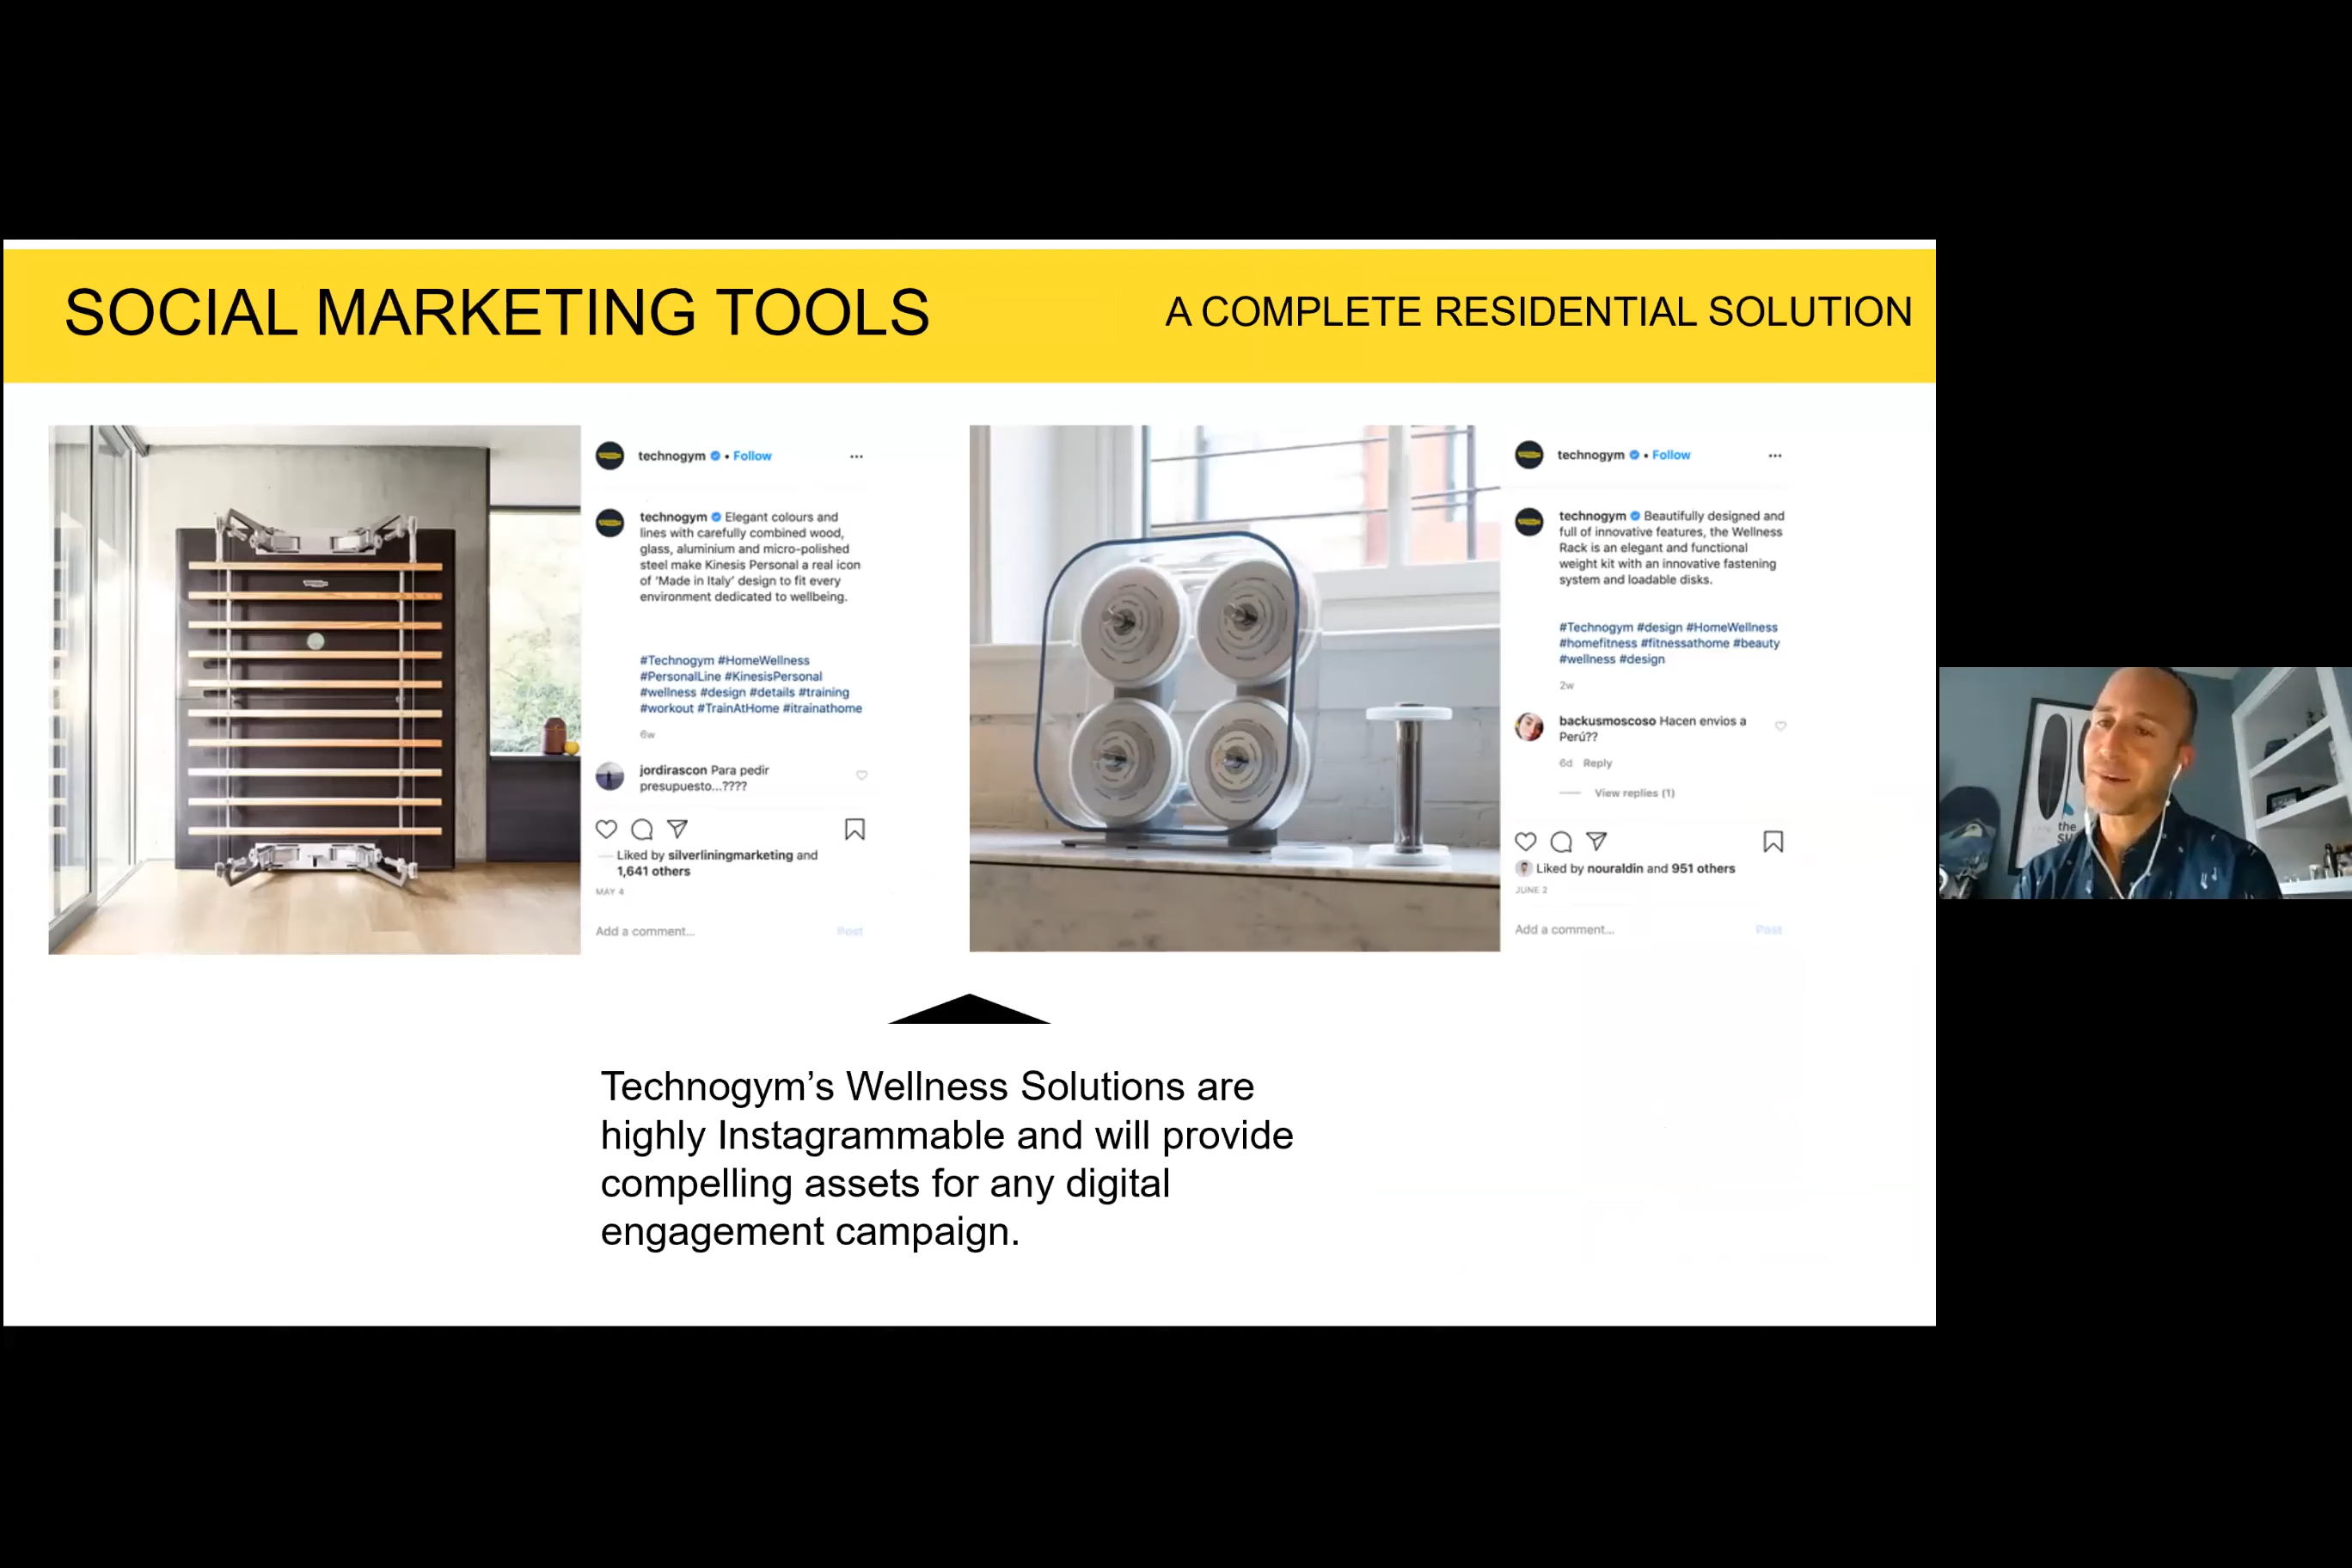 SOCIAL MARKETING TOOLS
A COMPLETE RESIDENTIAL SOLUTION
technogym • Follow
technogym Elegant colours and
lines with carefully combined wood,
glass, aluminium and micro-polished
steel make Kinesis Personal a real icon
of ‘Made in Italy’ design to fit every
environment dedicated to wellbeing.
#Technogym #HomeWellness
#PersonalLine #KinesisPersonal
#wellness #design #details #training
#workout #TrainAtHome #itrainathome
6w
jordirascon Para pedir
presupuesto...????
Liked by silverliningmarketing and
1,641 others
MAY 4
Add a comment...
Post
technogym • Follow
technogym Beautifully designed and
full of innovative features, the Wellness
Rack is an elegant and functional
weight kit with an innovative fastening
system and loadable disks.
#Technogym #design #HomeWellness
#homefitness #fitnessathome #beauty
#wellness #design
2w
backusmoscoso Hacen envios a
Perú??
6d Reply
View replies (1)
Liked by nouraldin and 951 others
JUNE 2
Add a comment...
Post
Technogym’s Wellness Solutions are
highly Instagrammable and will provide
compelling assets for any digital
engagement campaign.
the